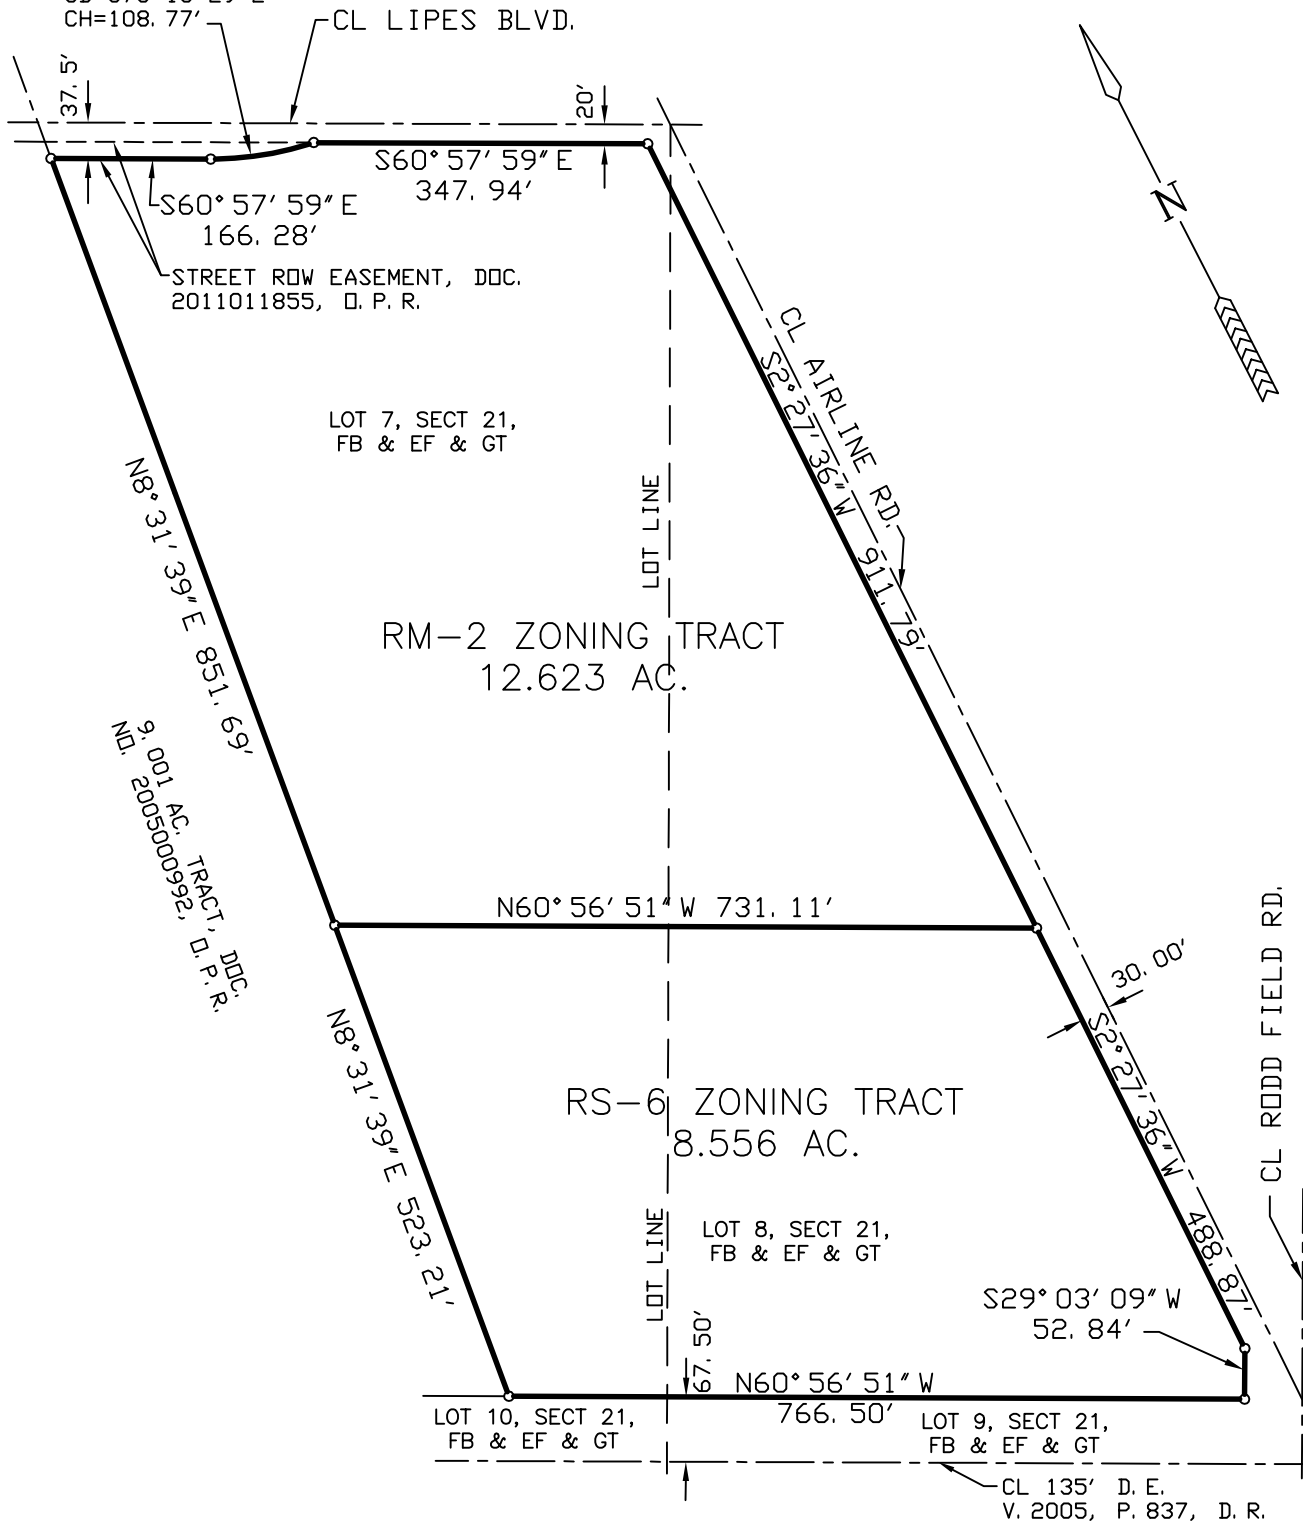 CH=108.77'
CL LIPES BLVD.
37.5'
20'
S60°57'59"E
347.94'
S60°57'59"E
166.28'
STREET ROW EASEMENT, DOC.
2011011855, O.P.R.
N
CL AIRLINE RD.
S2°27'36"W 911.79'
LOT 7, SECT 21,
FB & EF & GT
N8°31'39"E 851.69'
LOT LINE
RM-2 ZONING TRACT
12.623 AC.
9.001 AC. TRACT, DOC.
NO. 2005000992, O.P.R.
N60°56'51"W 731.11'
30.00'
CL RODD FIELD RD.
S2°27'36"W 488.87'
N8°31'39"E 523.21'
RS-6 ZONING TRACT
8.556 AC.
LOT LINE
LOT 8, SECT 21,
FB & EF & GT
S29°03'09"W
52.84'
67.50'
N60°56'51"W
766.50'
LOT 10, SECT 21,
FB & EF & GT
LOT 9, SECT 21,
FB & EF & GT
CL 135' D.E.
V. 2005, P. 837, D.R.